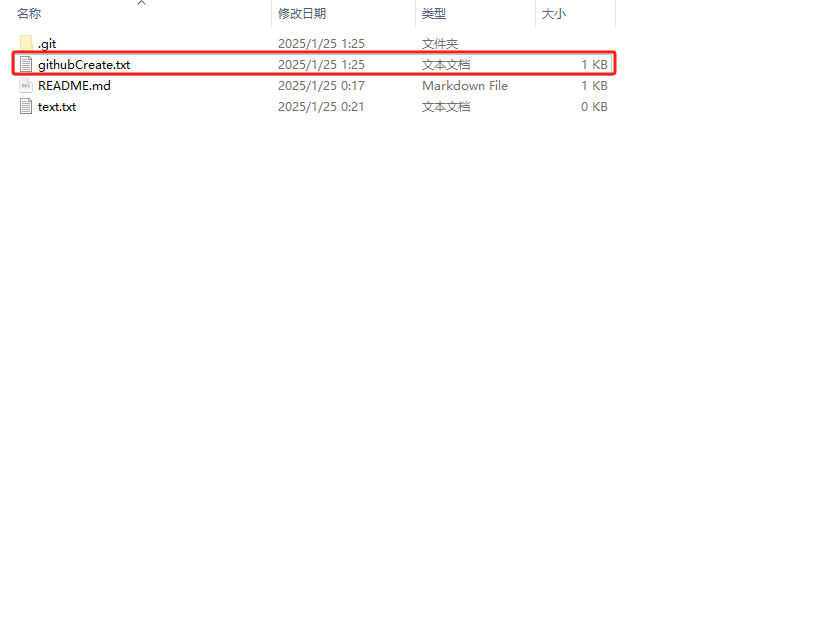 名称 修改日期 类型 大小
.git 2025/1/25 1:25 文件夹
githubCreate.txt 2025/1/25 1:25 文本文档 1 KB
README.md 2025/1/25 0:17 Markdown File 1 KB
text.txt 2025/1/25 0:21 文本文档 0 KB